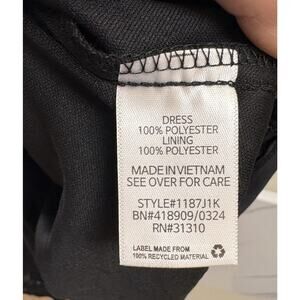 DRESS
100% POLYESTER
LINING
100% POLYESTER
MADE IN VIETNAM
SEE OVER FOR CARE
STYLE#1187J1K
BN#418909/0324
RN#31310
LABEL MADE FROM
100% RECYCLED MATERIAL